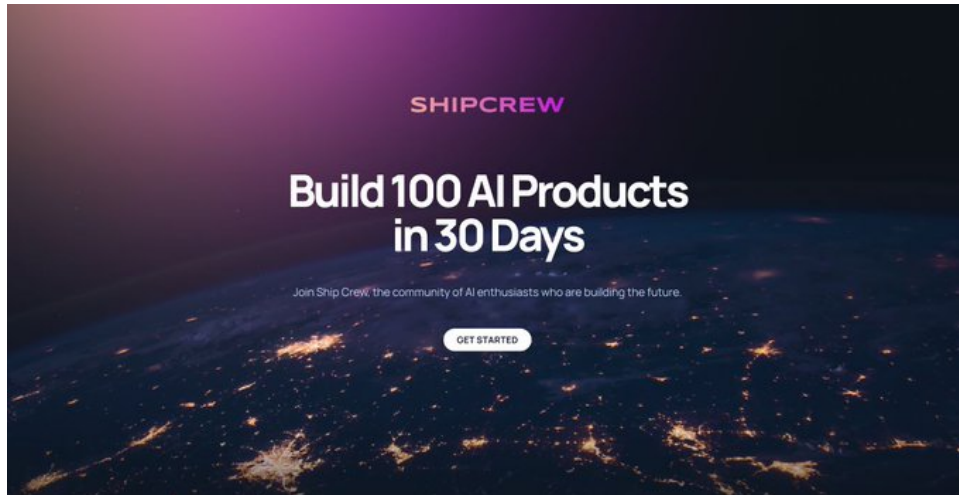 SHIPCREW
Build 100 AI Products
in 30 Days
Join Ship Crew, the community of AI enthusiasts who are building the future.
GET STARTED